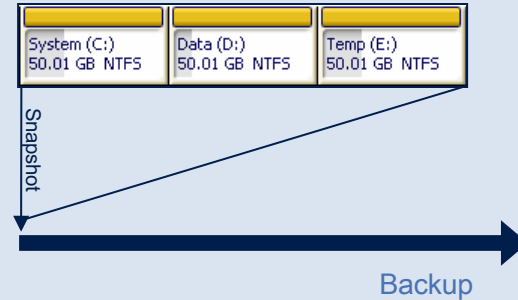 System (C:)
50.01 GB NTFS
Data (D:)
50.01 GB NTFS
Temp (E:)
50.01 GB NTFS
Snapshot
Backup